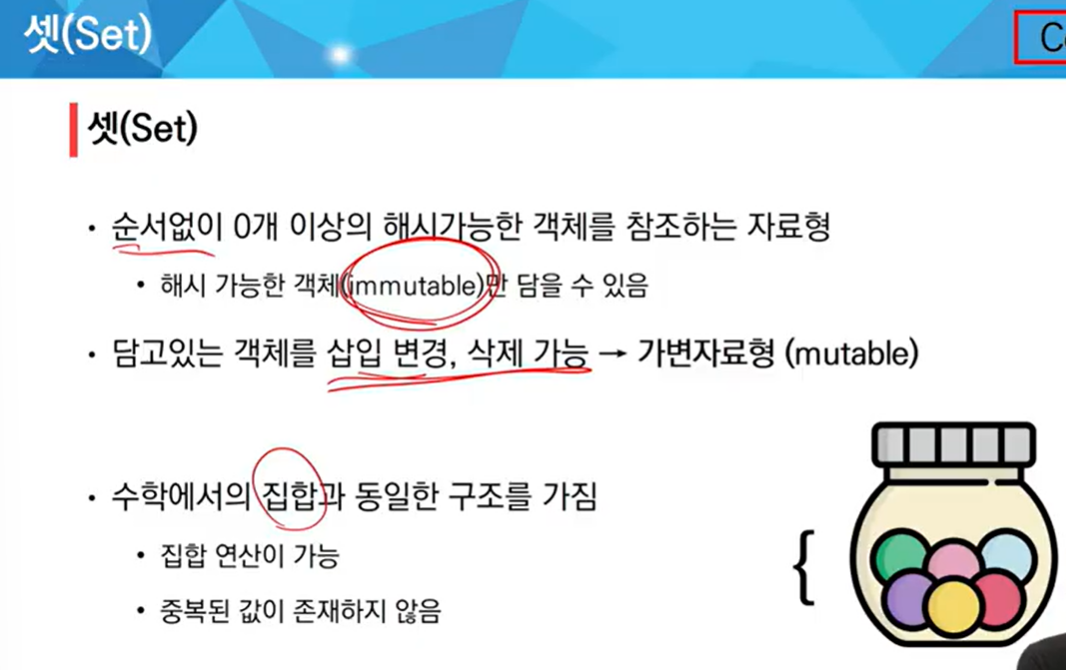 셋(Set)
셋(Set)
• 순서없이 0개 이상의 해시가능한 객체를 참조하는 자료형
• 해시 가능한 객체(immutable)만 담을 수 있음
• 담고있는 객체를 삽입 변경, 삭제 가능 → 가변자료형 (mutable)
• 수학에서의 집합과 동일한 구조를 가짐
• 집합 연산이 가능
{
• 중복된 값이 존재하지 않음